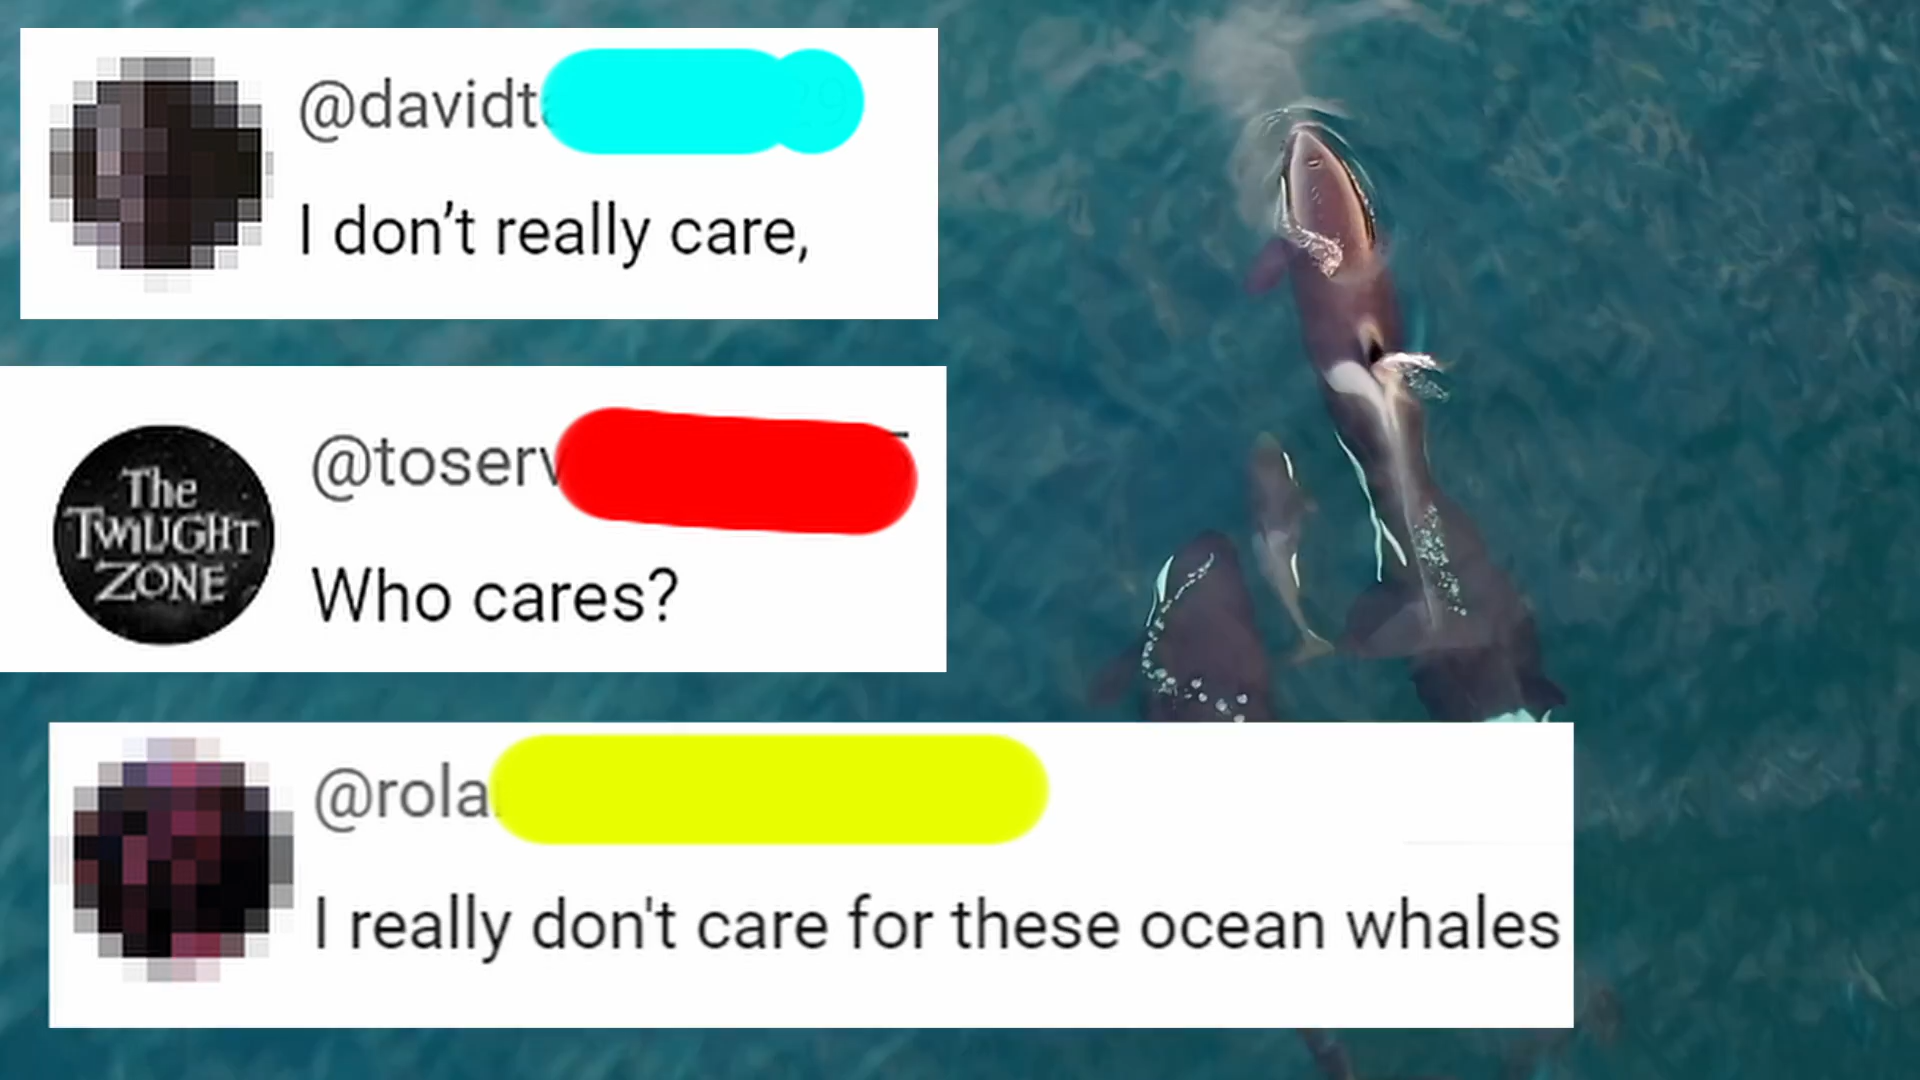 @davidt
I don’t really care,
The
TWILIGHT
ZONE
@toserv
Who cares?
@rola
I really don't care for these ocean whales